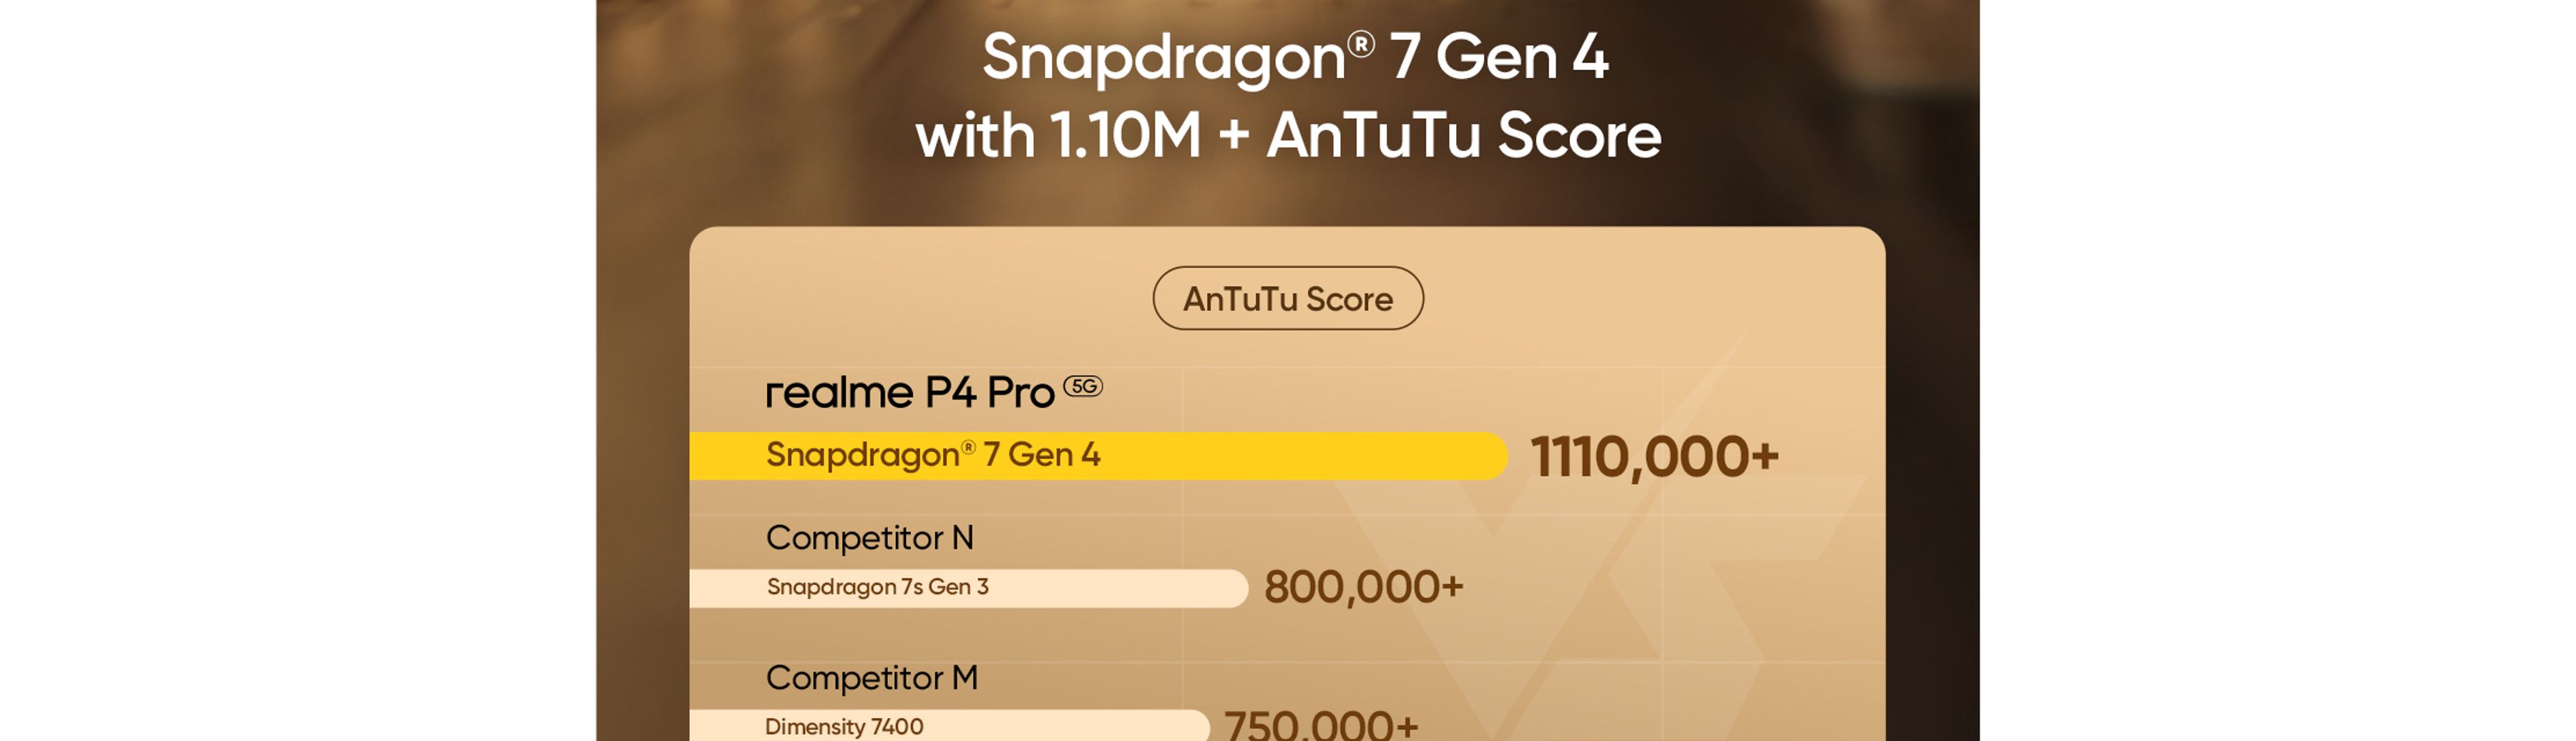 Snapdragon® 7 Gen 4
with 1.10M + AnTuTu Score
AnTuTu Score
realme P4 Pro 5G
Snapdragon® 7 Gen 4
1110,000+
Competitor N
Snapdragon 7s Gen 3
800,000+
Competitor M
Dimensity 7400
750,000+